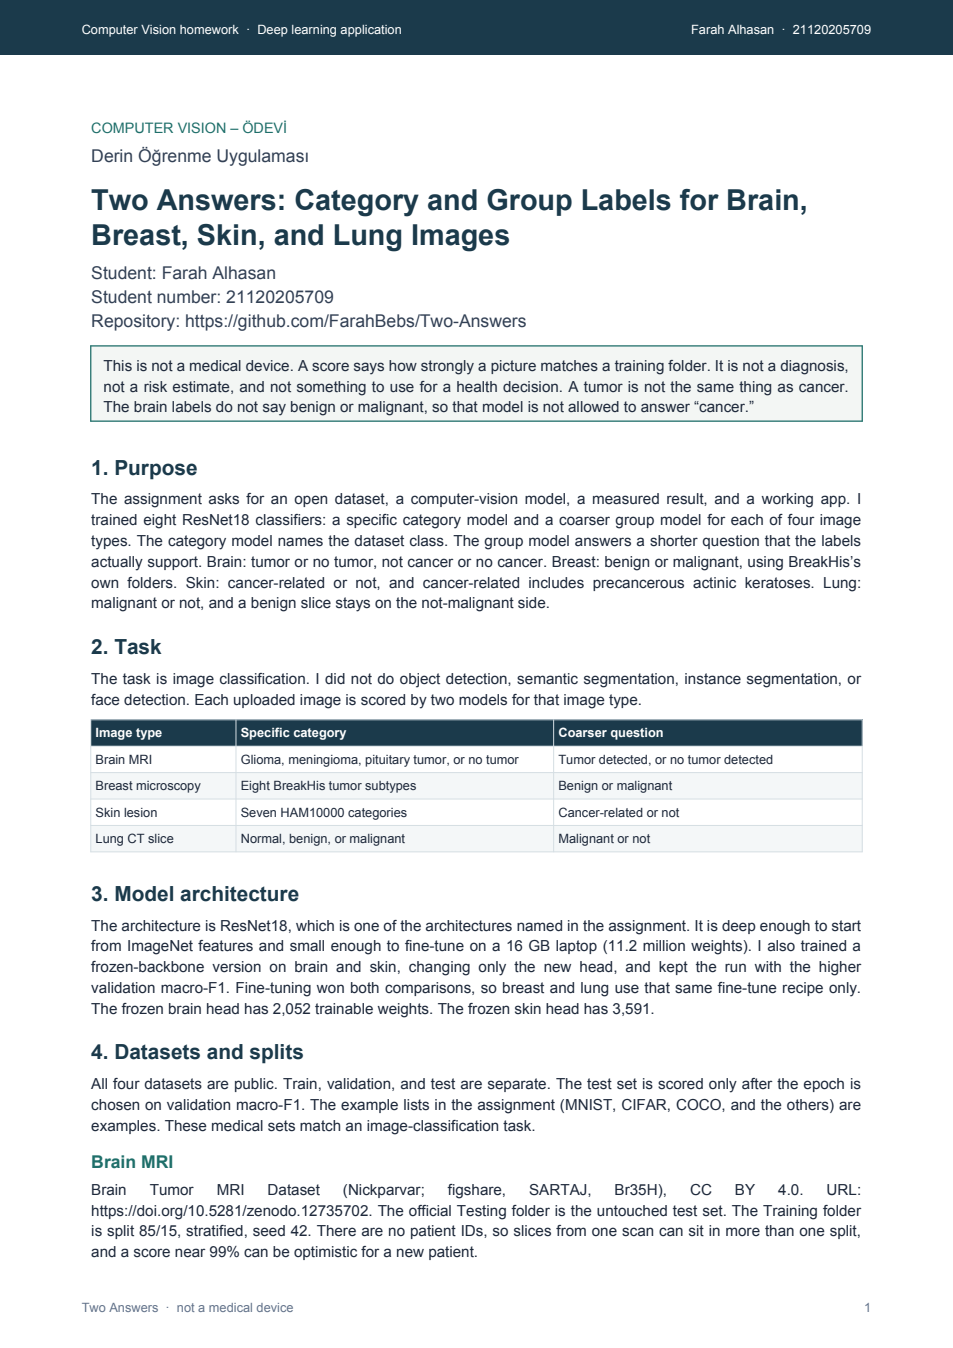 Computer Vision homework · Deep learning application
Farah Alhasan · 21120205709
COMPUTER VISION – ÖDEVİ
Derin Öğrenme Uygulaması
Two Answers: Category and Group Labels for Brain,
Breast, Skin, and Lung Images
Student: Farah Alhasan
Student number: 21120205709
Repository: https://github.com/FarahBebs/Two-Answers
This is not a medical device. A score says how strongly a picture matches a training folder. It is not a diagnosis,
not a risk estimate, and not something to use for a health decision. A tumor is not the same thing as cancer.
The brain labels do not say benign or malignant, so that model is not allowed to answer “cancer.”
1. Purpose
The assignment asks for an open dataset, a computer-vision model, a measured result, and a working app. I
trained eight ResNet18 classifiers: a specific category model and a coarser group model for each of four image
types. The category model names the dataset class. The group model answers a shorter question that the labels
actually support. Brain: tumor or no tumor, not cancer or no cancer. Breast: benign or malignant, using BreakHis’s
own folders. Skin: cancer-related or not, and cancer-related includes precancerous actinic keratoses. Lung:
malignant or not, and a benign slice stays on the not-malignant side.
2. Task
The task is image classification. I did not do object detection, semantic segmentation, instance segmentation, or
face detection. Each uploaded image is scored by two models for that image type.
Image type Specific category Coarser question
Brain MRI Glioma, meningioma, pituitary tumor, or no tumor Tumor detected, or no tumor detected
Breast microscopy Eight BreakHis tumor subtypes Benign or malignant
Skin lesion Seven HAM10000 categories Cancer-related or not
Lung CT slice Normal, benign, or malignant Malignant or not
3. Model architecture
The architecture is ResNet18, which is one of the architectures named in the assignment. It is deep enough to start
from ImageNet features and small enough to fine-tune on a 16 GB laptop (11.2 million weights). I also trained a
frozen-backbone version on brain and skin, changing only the new head, and kept the run with the higher
validation macro-F1. Fine-tuning won both comparisons, so breast and lung use that same fine-tune recipe only.
The frozen brain head has 2,052 trainable weights. The frozen skin head has 3,591.
4. Datasets and splits
All four datasets are public. Train, validation, and test are separate. The test set is scored only after the epoch is
chosen on validation macro-F1. The example lists in the assignment (MNIST, CIFAR, COCO, and the others) are
examples. These medical sets match an image-classification task.
Brain MRI
Brain Tumor MRI Dataset (Nickparvar; figshare, SARTAJ, Br35H), CC BY 4.0. URL:
https://doi.org/10.5281/zenodo.12735702. The official Testing folder is the untouched test set. The Training folder
is split 85/15, stratified, seed 42. There are no patient IDs, so slices from one scan can sit in more than one split,
and a score near 99% can be optimistic for a new patient.
Two Answers · not a medical device
1